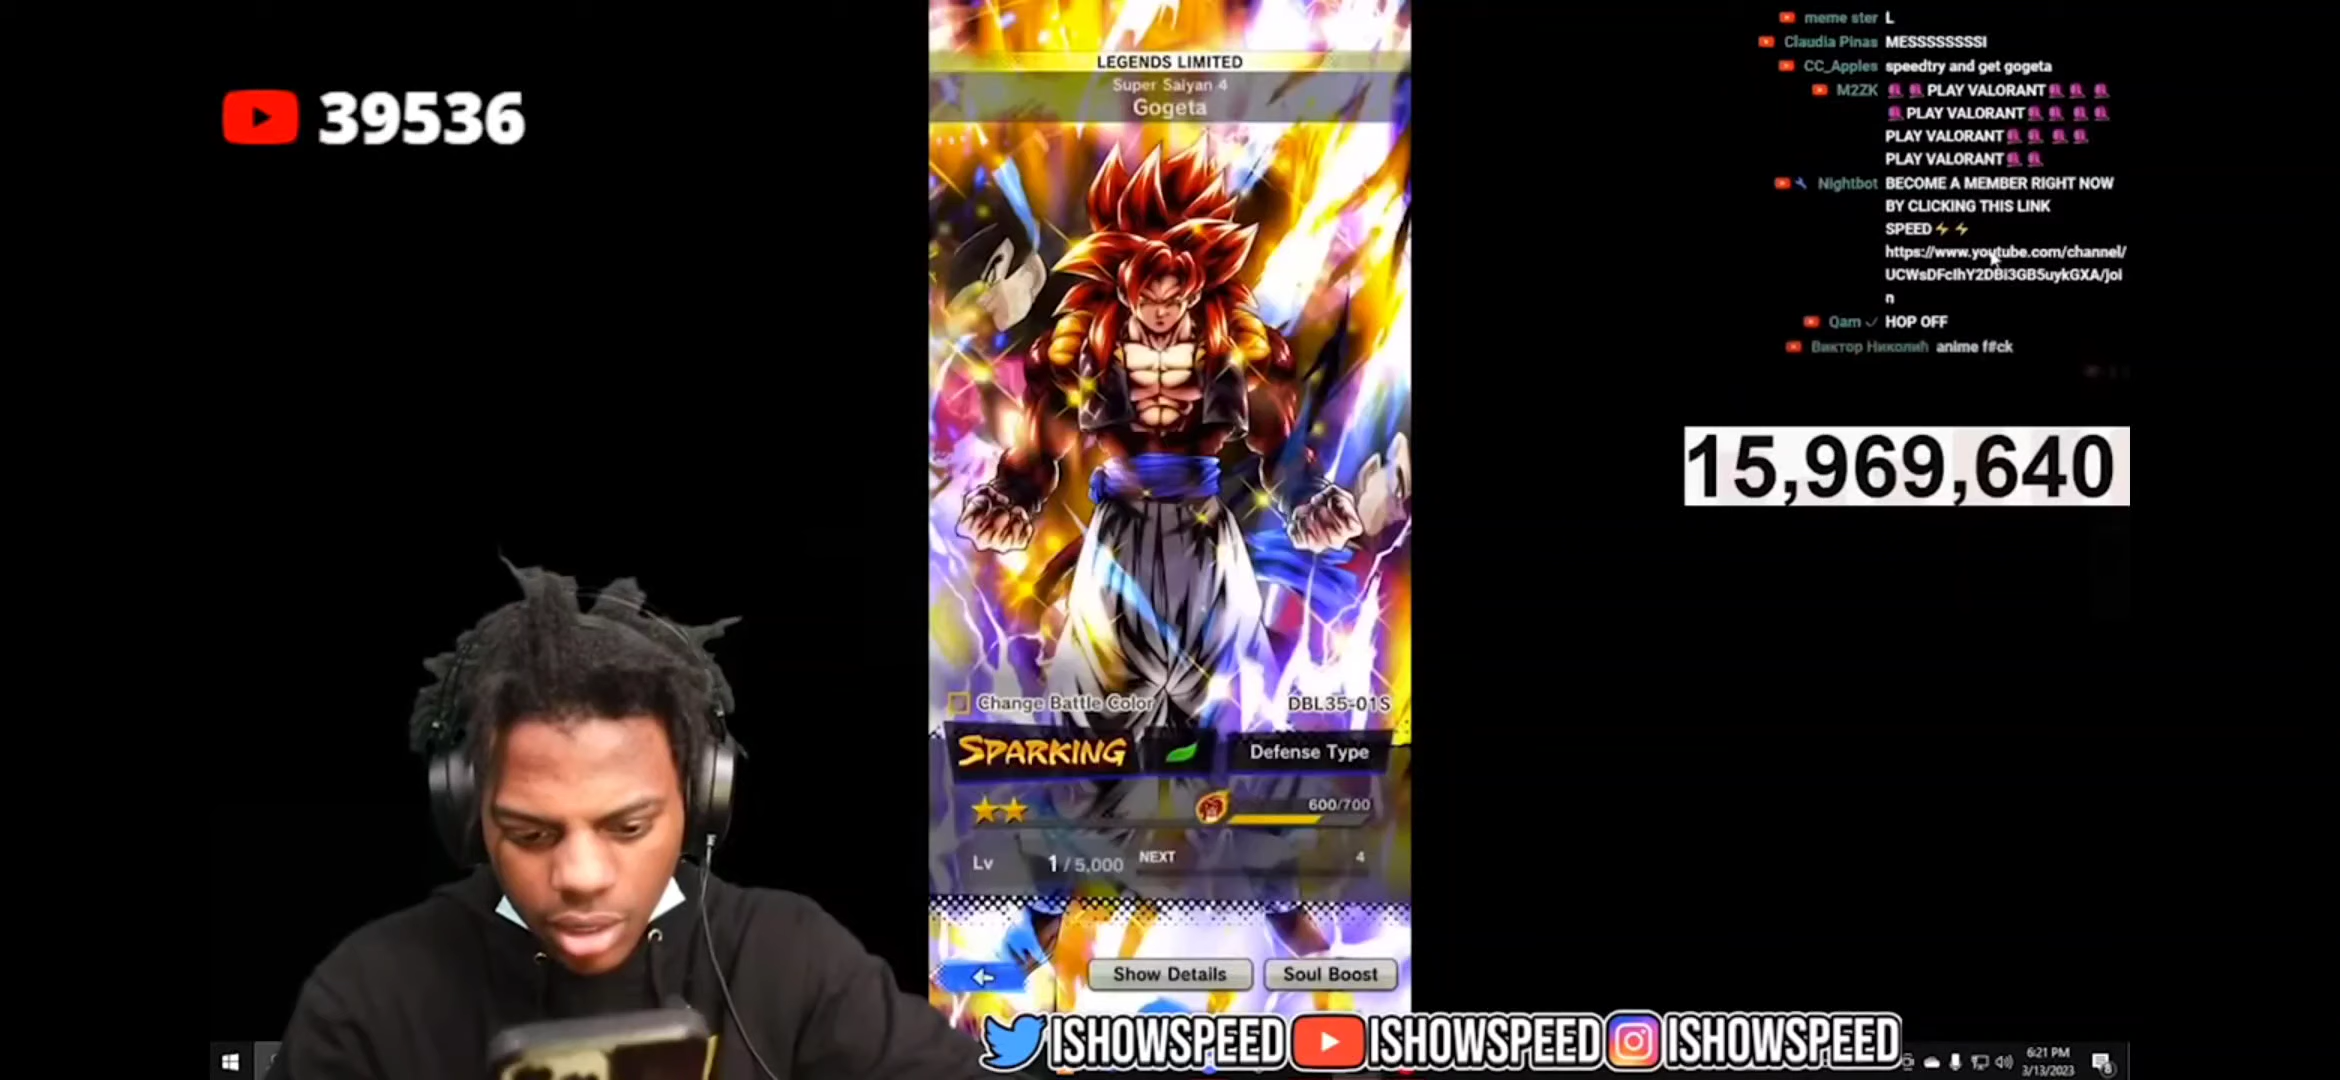 39536
LEGENDS LIMITED
Super Saiyan 4
Gogeta
Change Battle Color
DBL35-01S
SPARKING
Defense Type
600/700
Lv 1/5,000 NEXT 4
Show Details
Soul Boost
meme ster L
Claudia Pinas MESSSSSSSSI
CC_Apples speedtry and get gogeta
M2ZK PLAY VALORANT
PLAY VALORANT
PLAY VALORANT
PLAY VALORANT
Nightbot BECOME A MEMBER RIGHT NOW
BY CLICKING THIS LINK
SPEED⚡⚡
https://www.youtube.com/channel/
UCWsDFcIhY2DBi3GB5uykGXA/joi
n
Qam HOP OFF
Виктор Николић anime f#ck
15,969,640
ISHOWSPEED ISHOWSPEED ISHOWSPEED
6:21 PM
3/13/2023